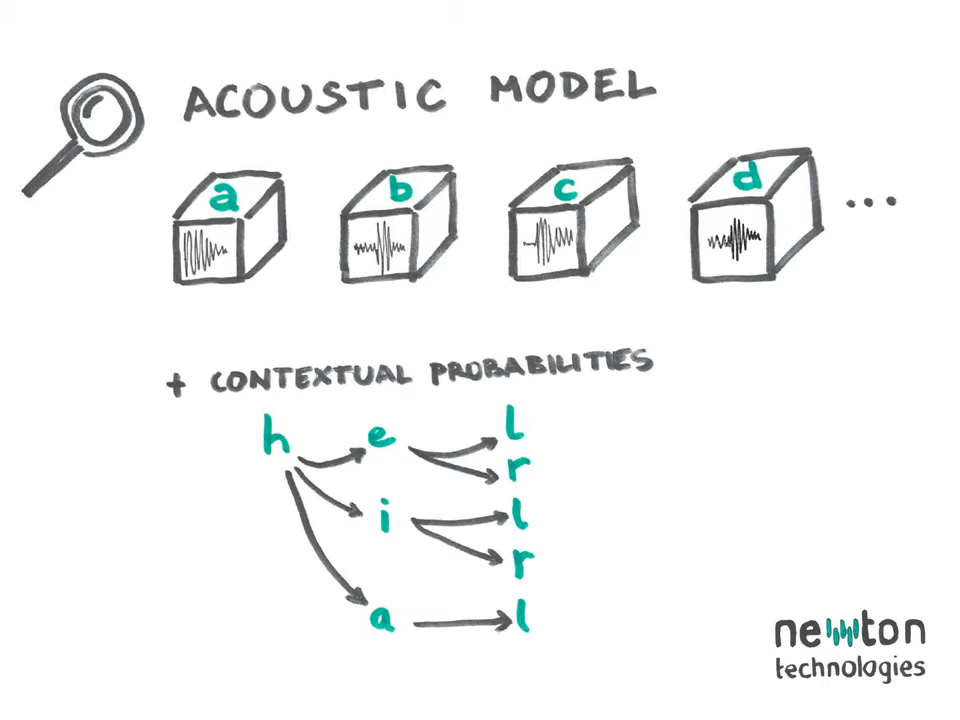 ACOUSTIC MODEL
a b c d ...
+ CONTEXTUAL PROBABILITIES
h e l
r
i l
r
a l
newton
technologies